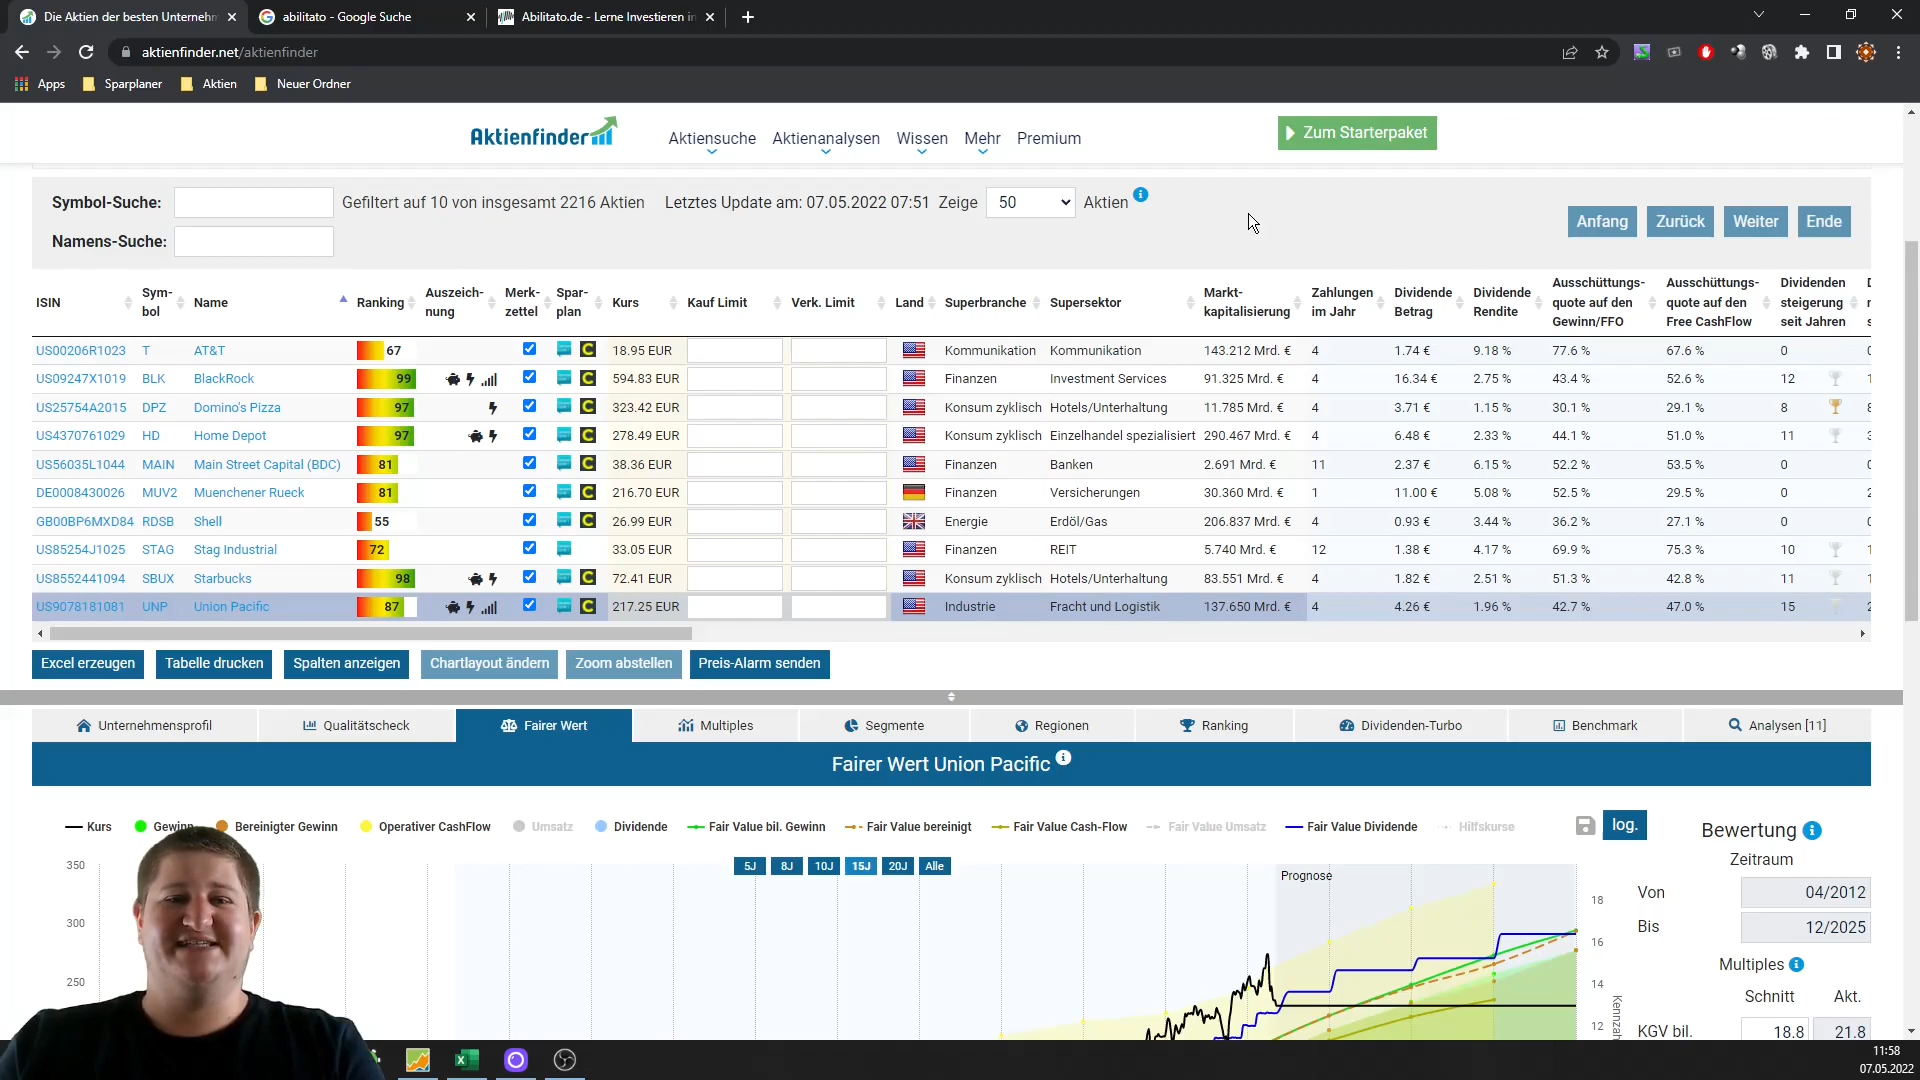 Die Aktien der besten Unternehm
abilitato - Google Suche
Abilitato.de - Lerne Investieren in
aktienfinder.net/aktienfinder
Apps
Sparplaner
Aktien
Neuer Ordner
Aktienfinder
Aktiensuche
Aktienanalysen
Wissen
Mehr
Premium
Zum Starterpaket
Symbol-Suche:
Gefiltert auf 10 von insgesamt 2216 Aktien
Letztes Update am: 07.05.2022 07:51
Zeige 50 Aktien
Namens-Suche:
Anfang
Zurück
Weiter
Ende
ISIN
Sym-
bol
Name
Ranking
Auszeich-
nung
Merk-
zettel
Spar-
plan
Kurs
Kauf Limit
Verk. Limit
Land
Superbranche
Supersektor
Markt-
kapitalisierung
Zahlungen
im Jahr
Dividende
Betrag
Dividende
Rendite
Ausschüttungs-
quote auf den
Gewinn/FFO
Ausschüttungs-
quote auf den
Free CashFlow
Dividenden
steigerung
seit Jahren
US00206R1023 T AT&T 67 18.95 EUR Kommunikation Kommunikation 143.212 Mrd. € 4 1.74 € 9.18 % 77.6 % 67.6 % 0
US09247X1019 BLK BlackRock 99 594.83 EUR Finanzen Investment Services 91.325 Mrd. € 4 16.34 € 2.75 % 43.4 % 52.6 % 12
US25754A2015 DPZ Domino's Pizza 97 323.42 EUR Konsum zyklisch Hotels/Unterhaltung 11.785 Mrd. € 4 3.71 € 1.15 % 30.1 % 29.1 % 8
US4370761029 HD Home Depot 97 278.49 EUR Konsum zyklisch Einzelhandel spezialisiert 290.467 Mrd. € 4 6.48 € 2.33 % 44.1 % 51.0 % 11
US56035L1044 MAIN Main Street Capital (BDC) 81 38.36 EUR Finanzen Banken 2.691 Mrd. € 11 2.37 € 6.15 % 52.2 % 53.5 % 0
DE0008430026 MUV2 Muenchener Rueck 81 216.70 EUR Finanzen Versicherungen 30.360 Mrd. € 1 11.00 € 5.08 % 52.5 % 29.5 % 0
GB00BP6MXD84 RDSB Shell 55 26.99 EUR Energie Erdöl/Gas 206.837 Mrd. € 4 0.93 € 3.44 % 36.2 % 27.1 % 0
US85254J1025 STAG Stag Industrial 72 33.05 EUR Finanzen REIT 5.740 Mrd. € 12 1.38 € 4.17 % 69.9 % 75.3 % 10
US8552441094 SBUX Starbucks 98 72.41 EUR Konsum zyklisch Hotels/Unterhaltung 83.551 Mrd. € 4 1.82 € 2.51 % 51.3 % 42.8 % 11
US9078181081 UNP Union Pacific 87 217.25 EUR Industrie Fracht und Logistik 137.650 Mrd. € 4 4.26 € 1.96 % 42.7 % 47.0 % 15
Excel erzeugen
Tabelle drucken
Spalten anzeigen
Chartlayout ändern
Zoom abstellen
Preis-Alarm senden
Unternehmensprofil
Qualitätscheck
Fairer Wert
Multiples
Segmente
Regionen
Ranking
Dividenden-Turbo
Benchmark
Analysen [11]
Fairer Wert Union Pacific
Kurs
Gewinn
Bereinigter Gewinn
Operativer CashFlow
Umsatz
Dividende
Fair Value bil. Gewinn
Fair Value bereinigt
Fair Value Cash-Flow
Fair Value Umsatz
Fair Value Dividende
Hilfskurse
log.
Bewertung
Zeitraum
Von 04/2012
Bis 12/2025
Multiples
Schnitt Akt.
KGV bil. 18.8 21.8
5J 8J 10J 15J 20J Alle
Prognose
350
300
250
18
16
14
12
11:58
07.05.2022